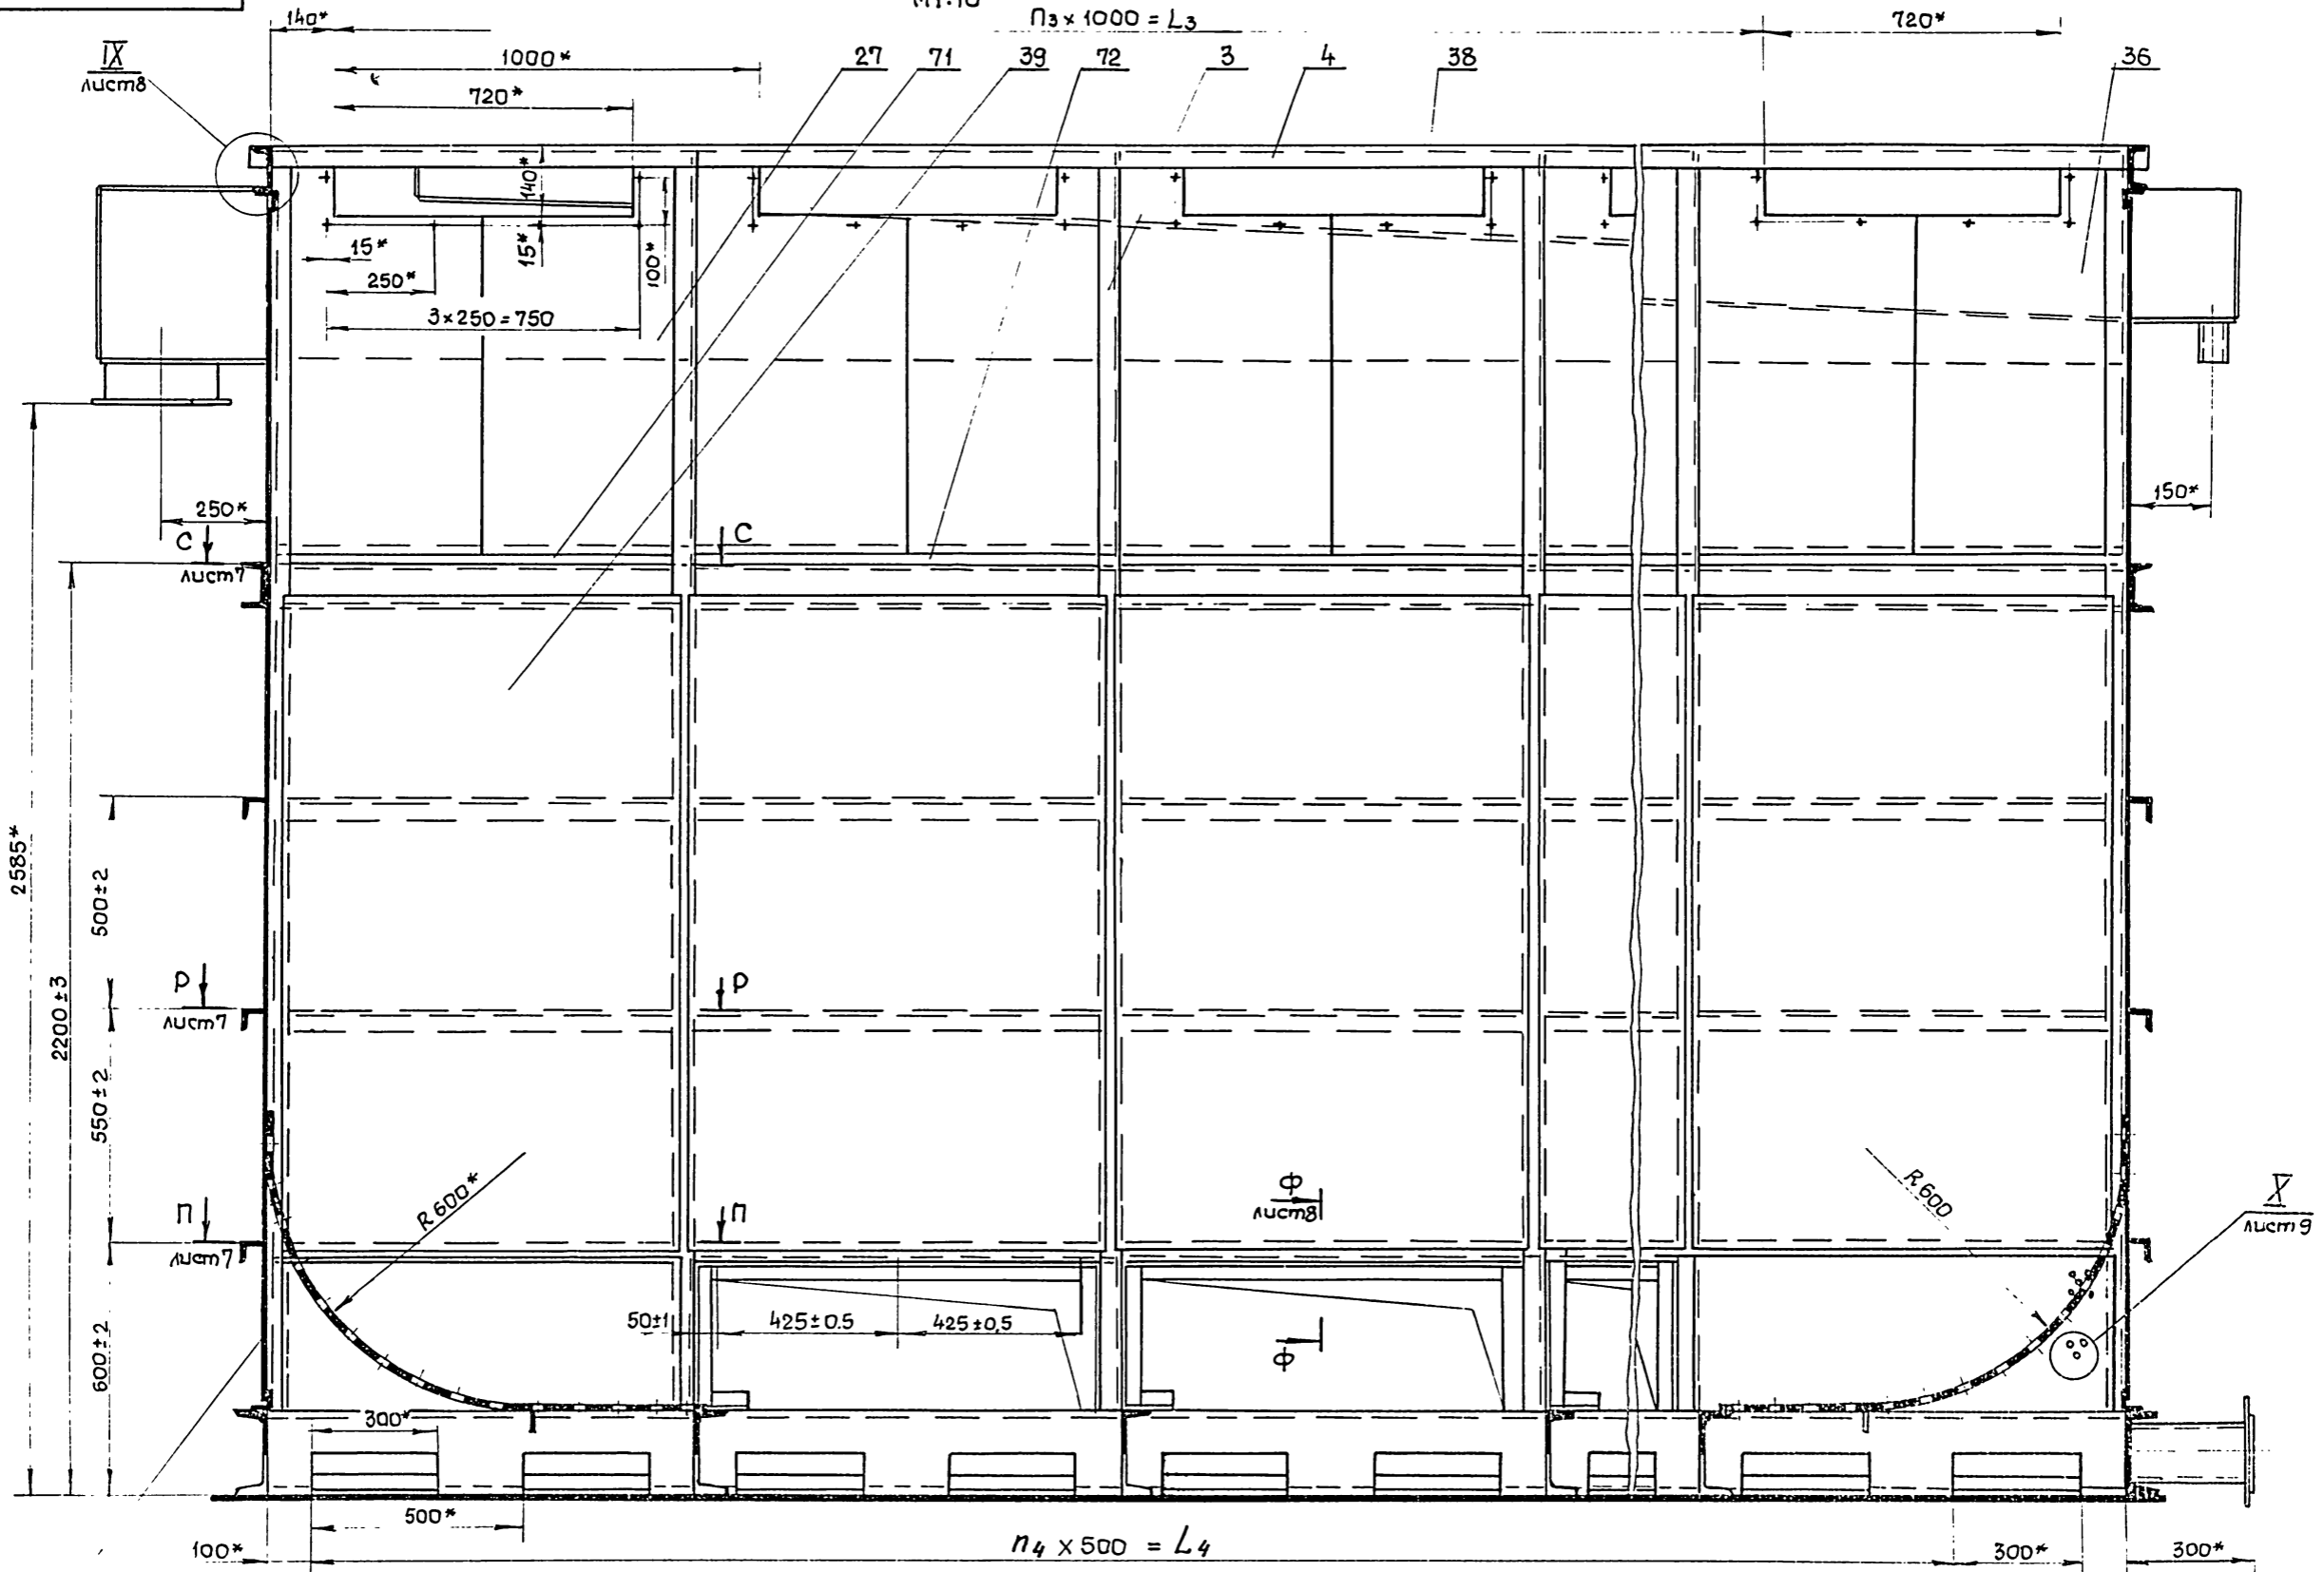 140*
n₃ × 1000 = L₃
720*
IX
лист8
1000*
27
71
39
72
3
4
38
36
720*
140*
15*
15*
100*
250*
3×250=750
250*
150*
С
лист7
С
2585*
2200±3
500±2
Р
лист7
Р
550±2
R600*
R600
Ф
лист8
X
лист9
П
лист7
П
50±1
425±0.5
425±0,5
Ф
600±2
300*
500*
100*
n₄ × 500 = L₄
300*
300*